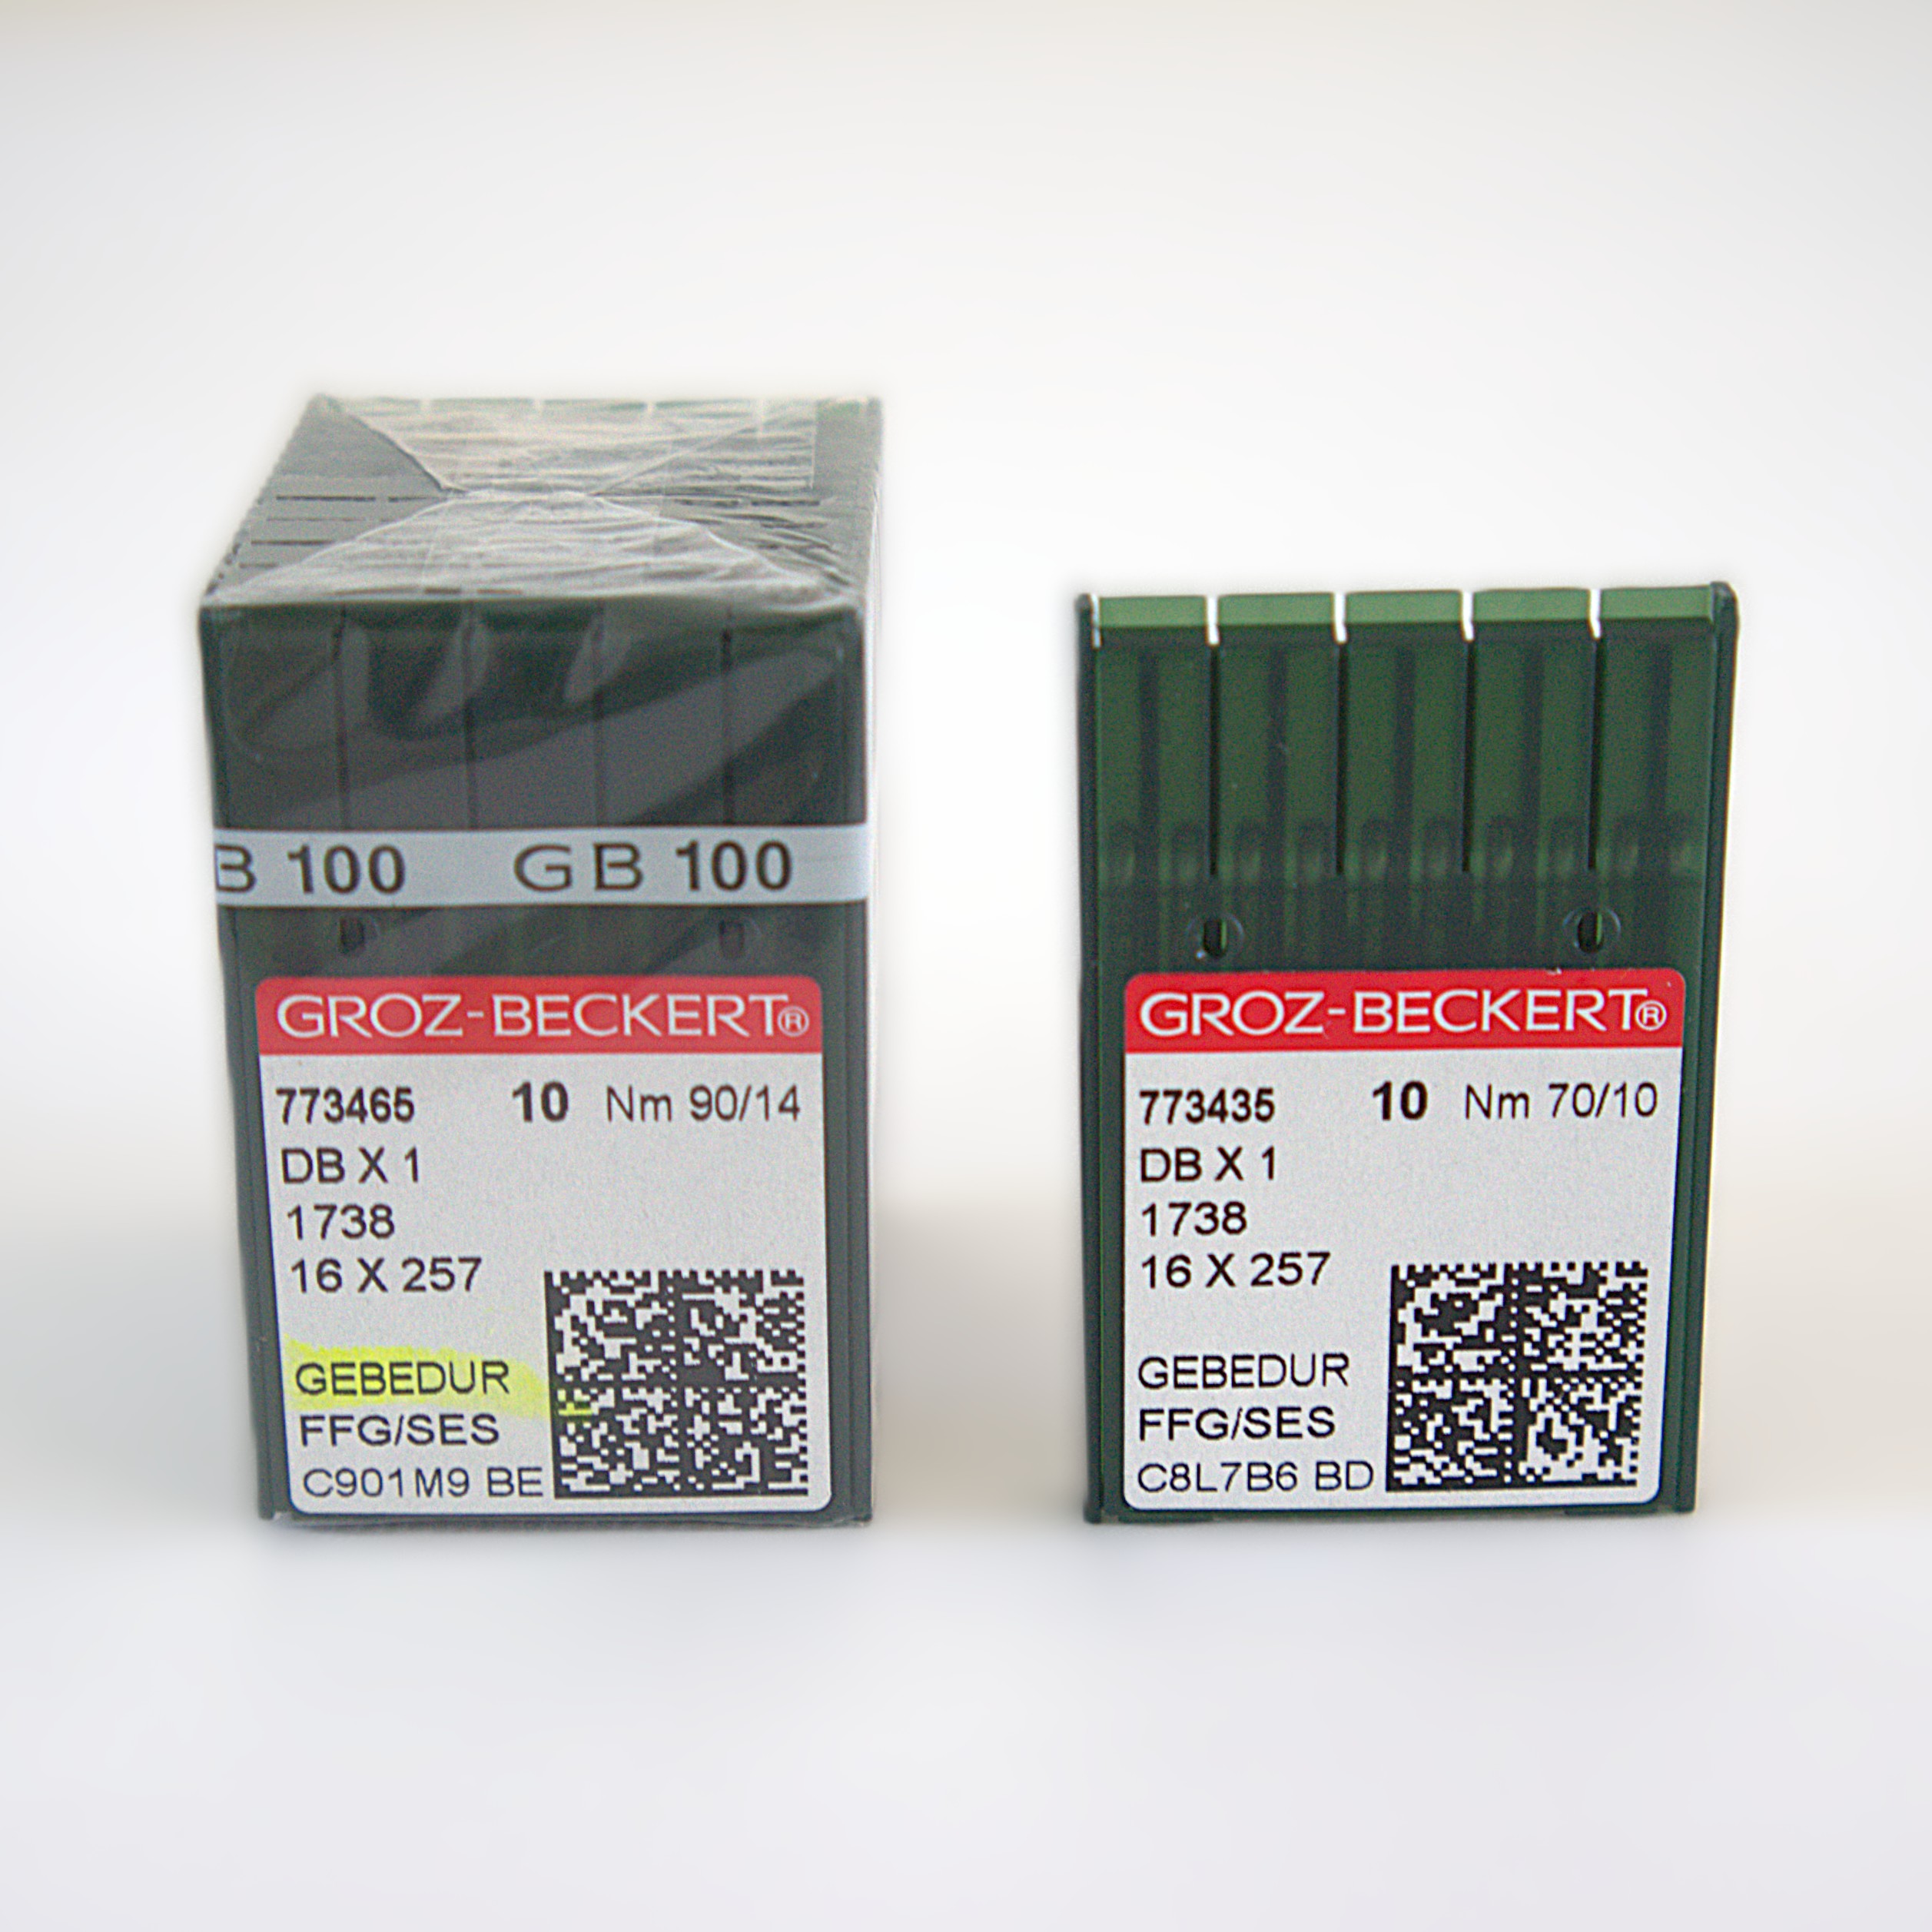 B 100 GB 100
GROZ-BECKERT®
773465 10 Nm 90/14
DB X 1
1738
16 X 257
GEBEDUR
FFG/SES
C901M9 BE
GROZ-BECKERT®
773435 10 Nm 70/10
DB X 1
1738
16 X 257
GEBEDUR
FFG/SES
C8L7B6 BD